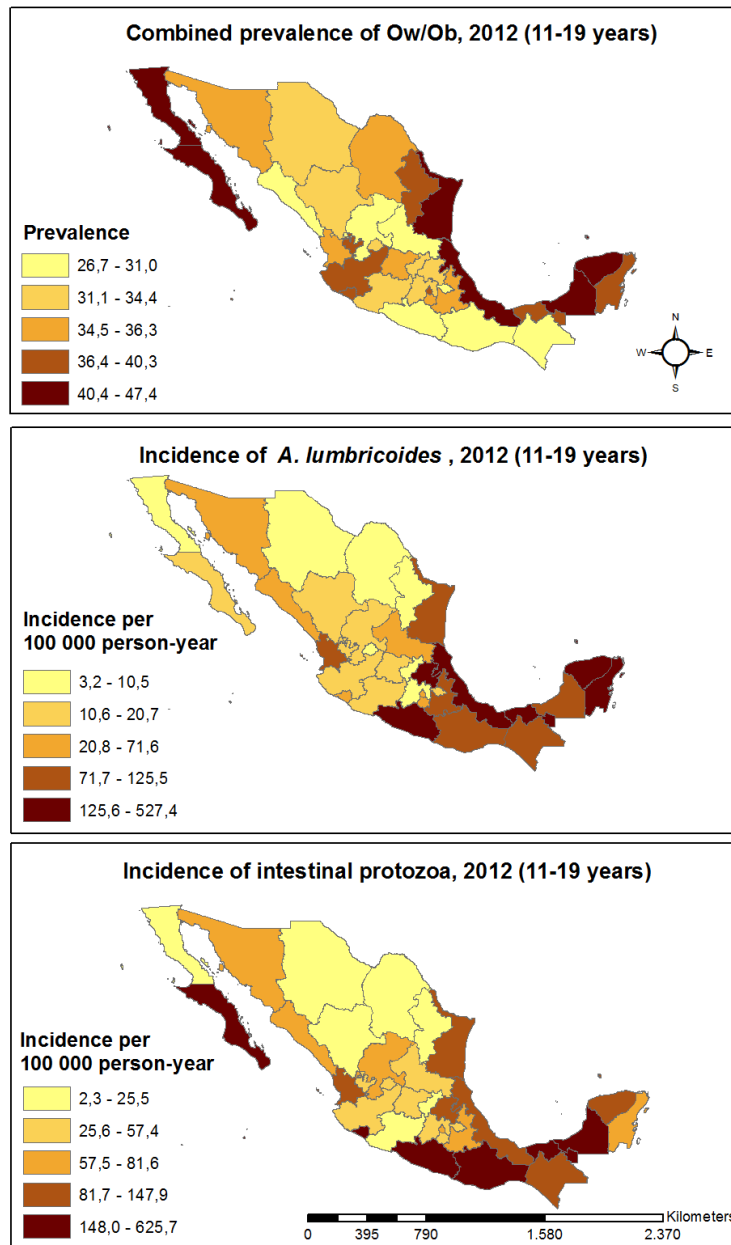 Combined prevalence of Ow/Ob, 2012 (11-19 years)
Prevalence
26,7 - 31,0
31,1 - 34,4
34,5 - 36,3
36,4 - 40,3
40,4 - 47,4
N
W E
S
Incidence of A. lumbricoides , 2012 (11-19 years)
Incidence per
100 000 person-year
3,2 - 10,5
10,6 - 20,7
20,8 - 71,6
71,7 - 125,5
125,6 - 527,4
Incidence of intestinal protozoa, 2012 (11-19 years)
Incidence per
100 000 person-year
2,3 - 25,5
25,6 - 57,4
57,5 - 81,6
81,7 - 147,9
148,0 - 625,7
Kilometers
0 395 790 1.580 2.370